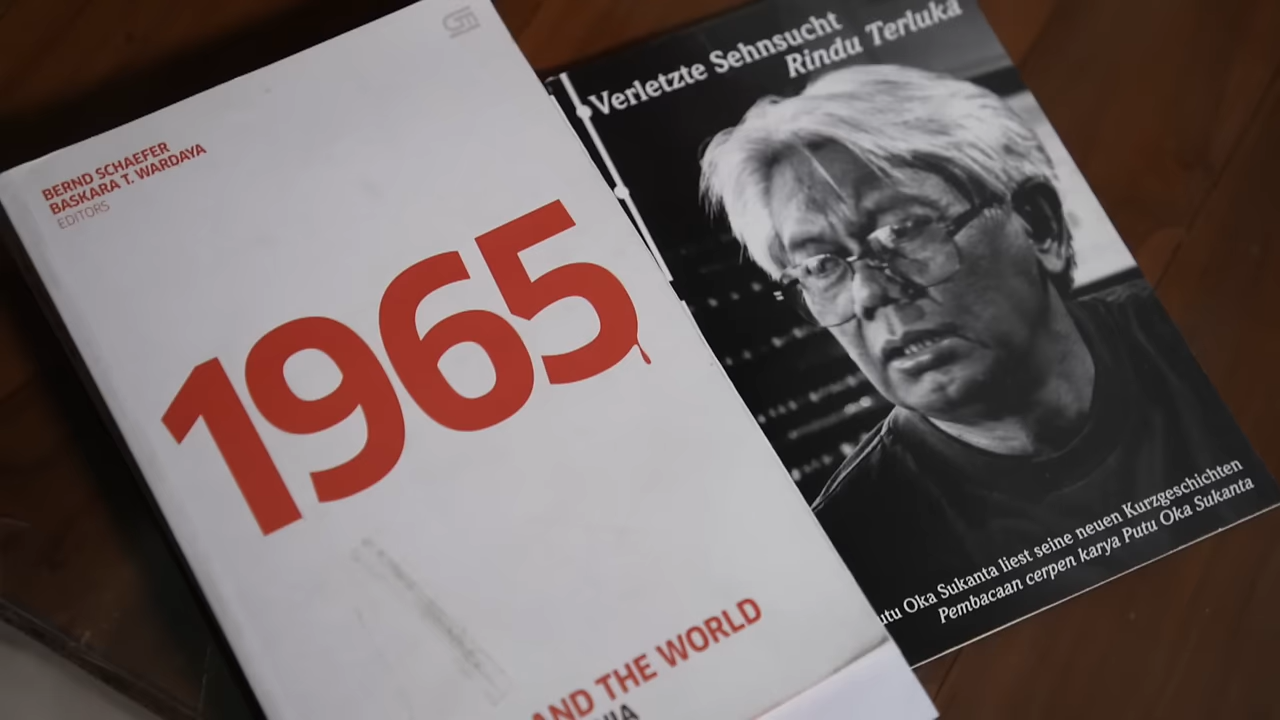 BERND SCHAEFER
BASKARA T. WARDAYA
EDITORS
1965
AND THE WORLD
Verletzte Sehnsucht
Rindu Terluka
Oka Sukanta liest seine neuen Kurzgeschichten
Pembacaan cerpen karya Putu Oka Sukanta